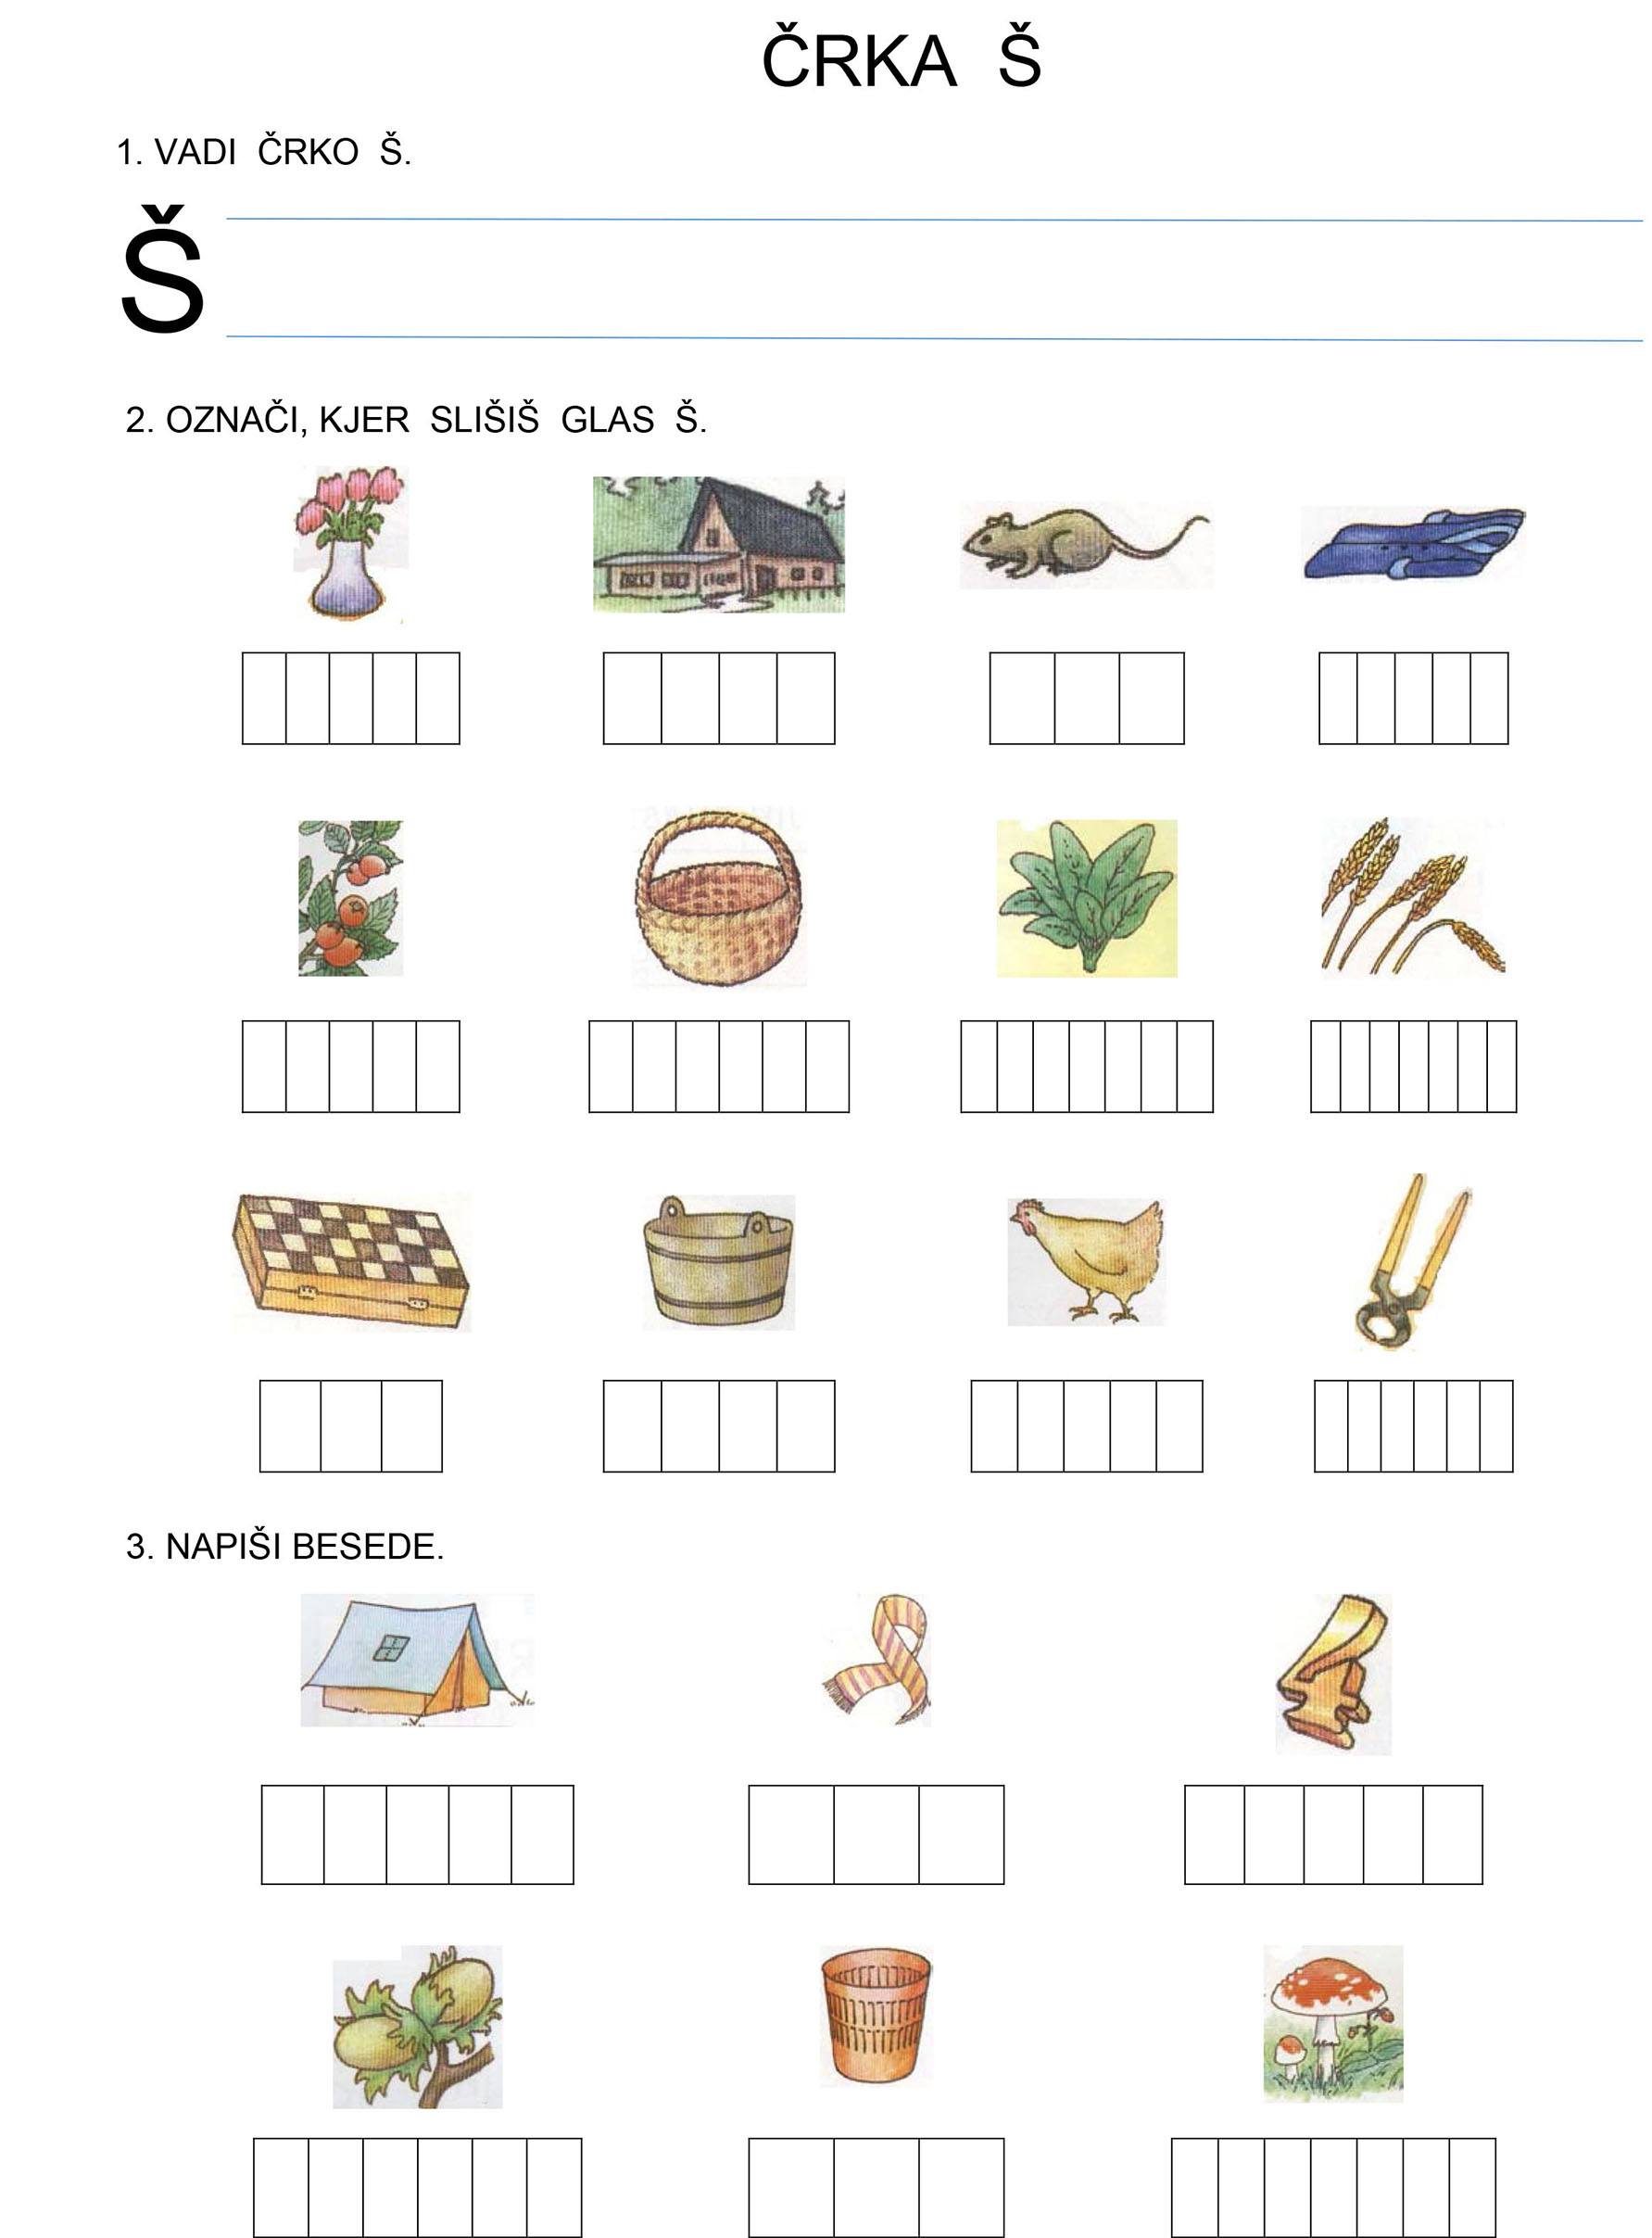 ČRKA Š
1. VADI ČRKO Š.
Š
2. OZNAČI, KJER SLIŠIŠ GLAS Š.
3. NAPIŠI BESEDE.